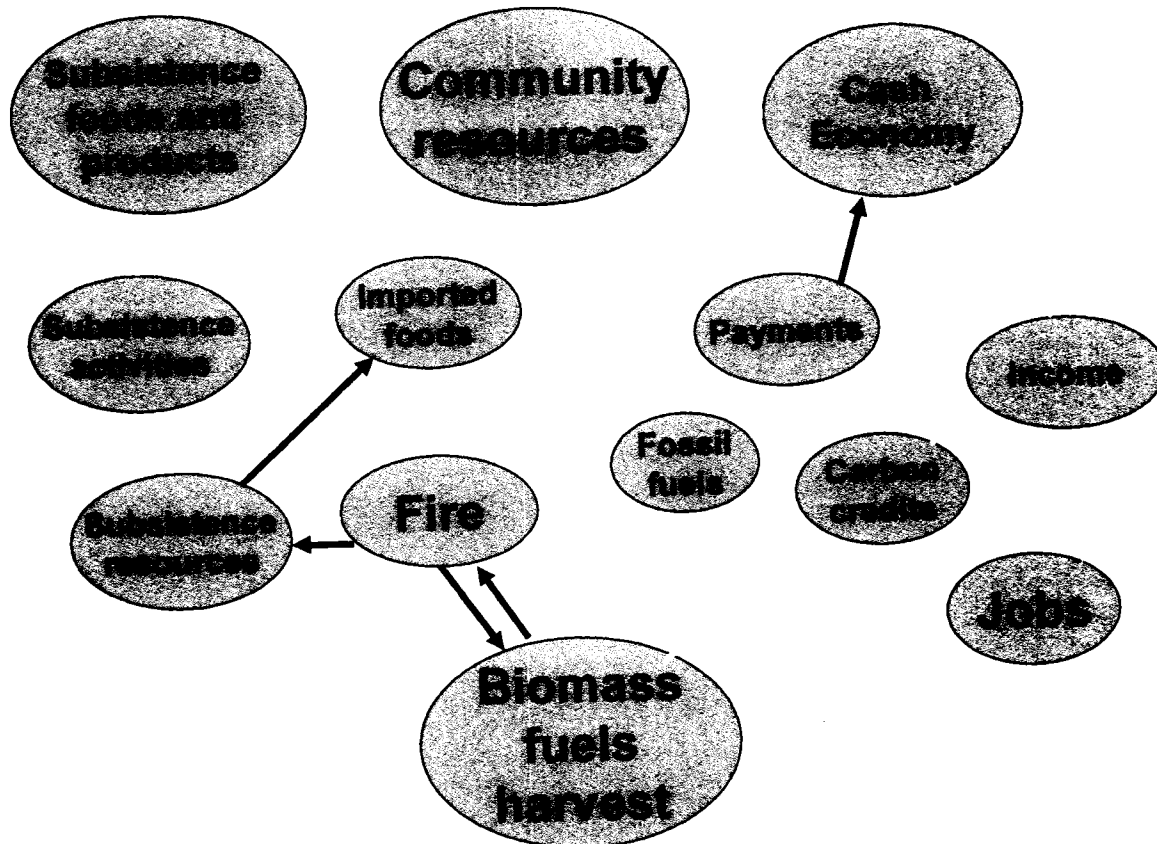 Subsistence
foods and
products
Community
resources
Cash
Economy
Subsistence
activities
Imported
foods
Payments
Income
Fossil
fuels
Carbon
credits
Subsistence
resources
Fire
Jobs
Biomass
fuels
harvest